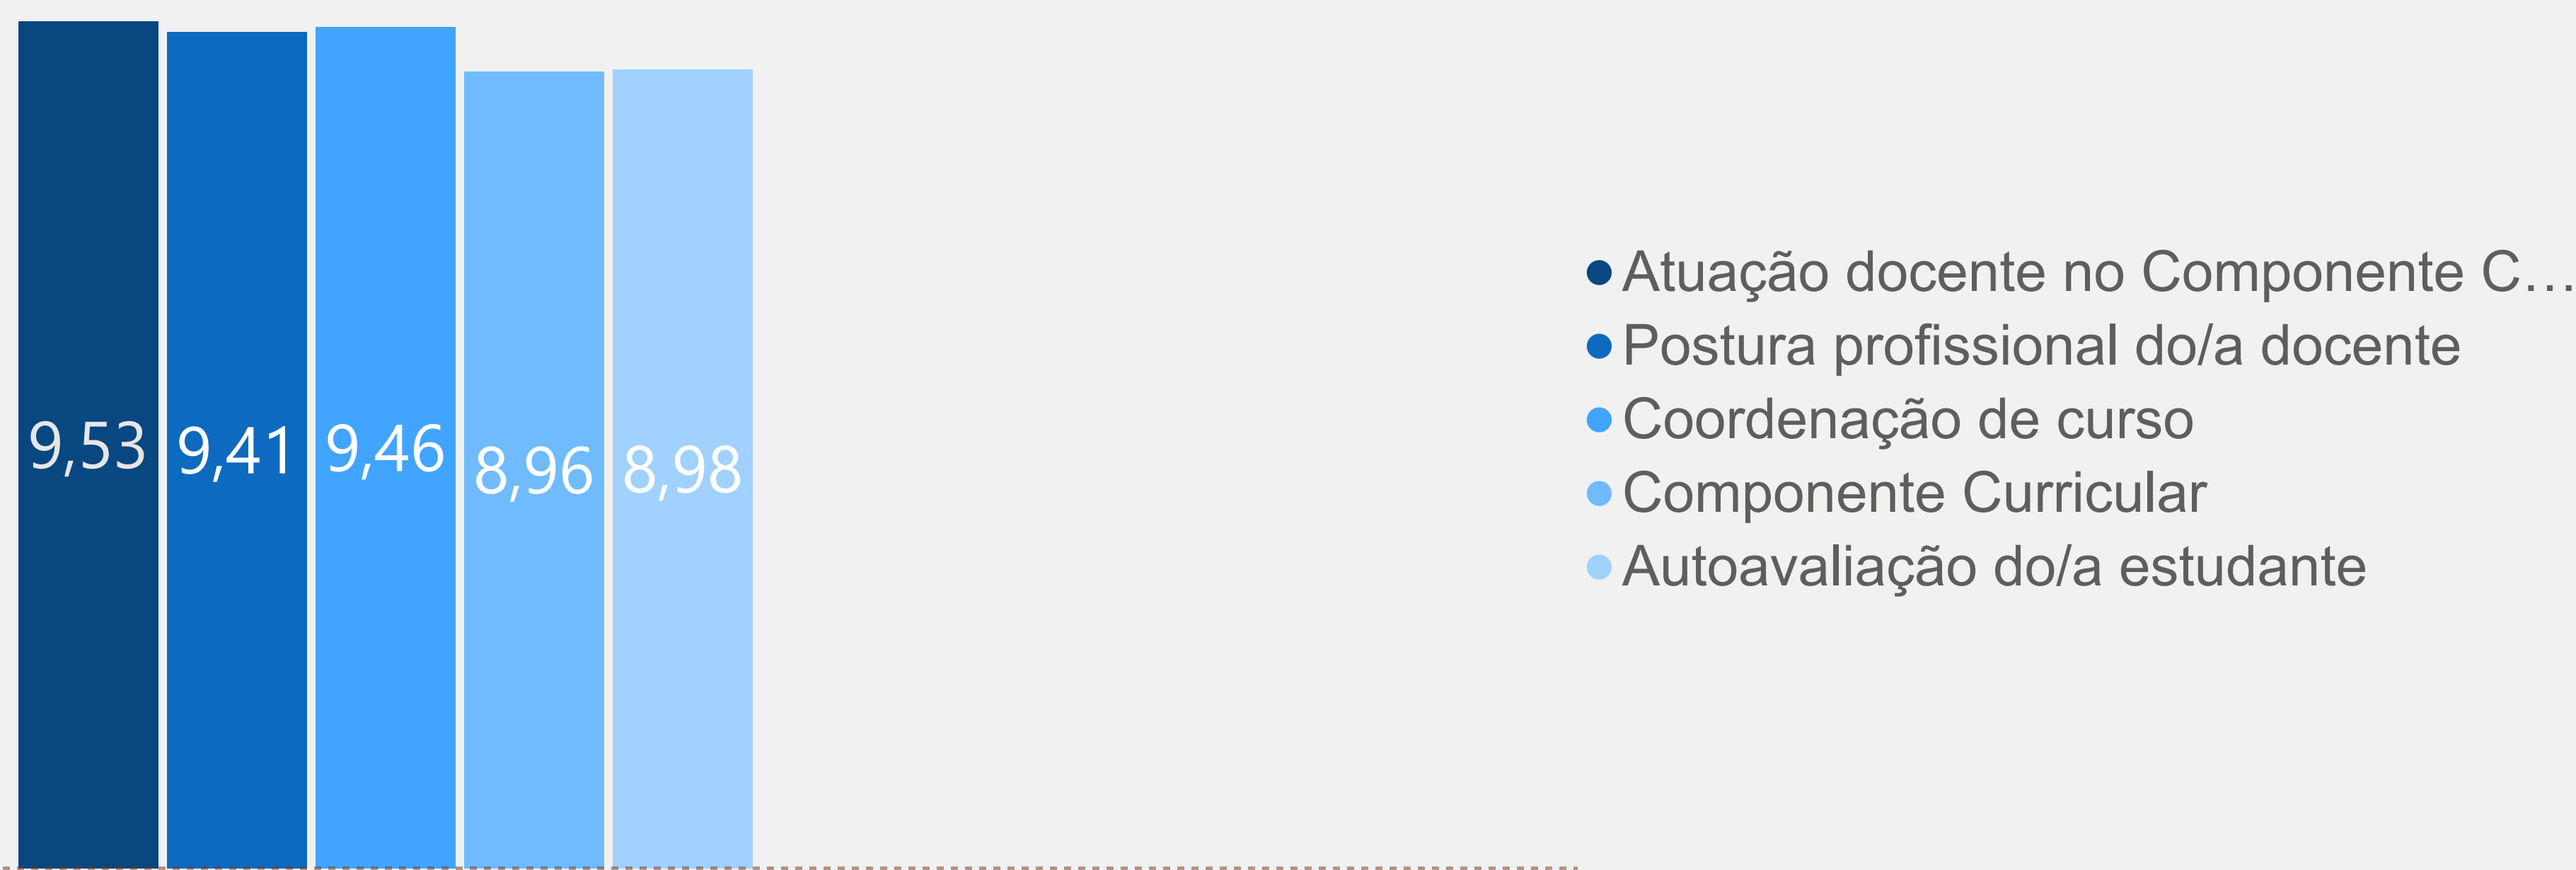 9,53
9,41
9,46
8,96
8,98
Atuação docente no Componente C...
Postura profissional do/a docente
Coordenação de curso
Componente Curricular
Autoavaliação do/a estudante